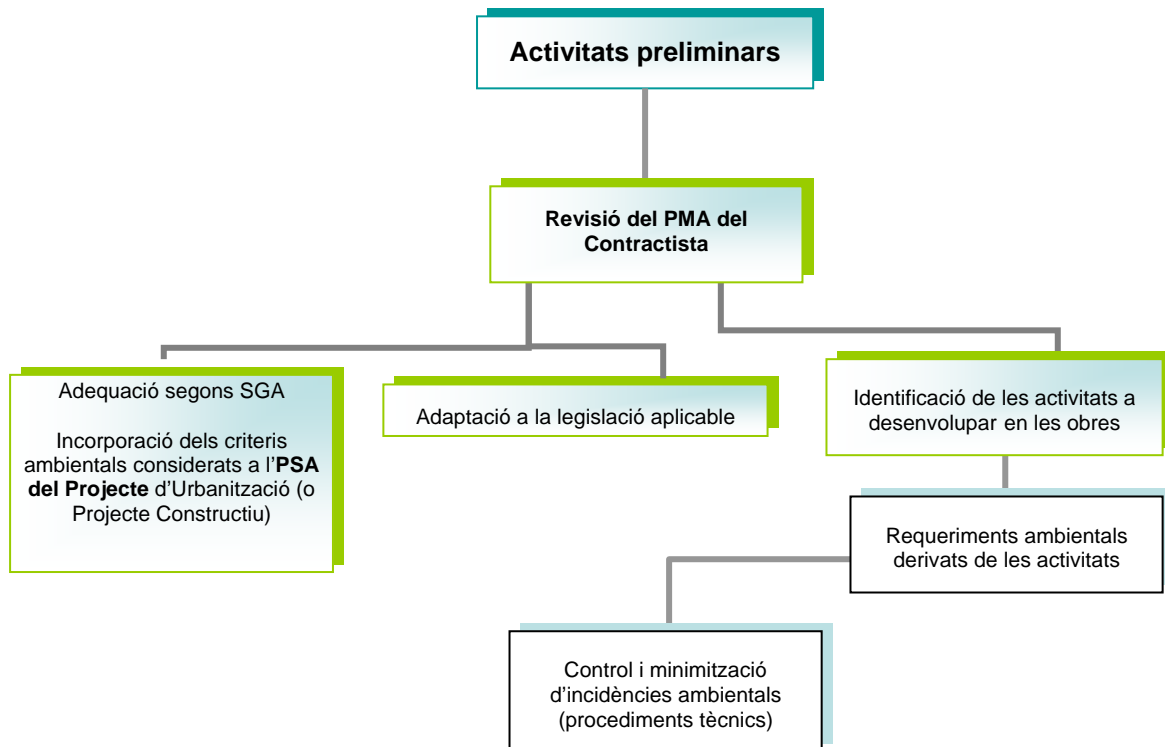 Activitats preliminars
Revisió del PMA del
Contractista
Adequació segons SGA
Incorporació dels criteris
ambientals considerats a l’PSA
del Projecte d’Urbanització (o
Projecte Constructiu)
Adaptació a la legislació aplicable
Identificació de les activitats a
desenvolupar en les obres
Requeriments ambientals
derivats de les activitats
Control i minimització
d’incidències ambientals
(procediments tècnics)